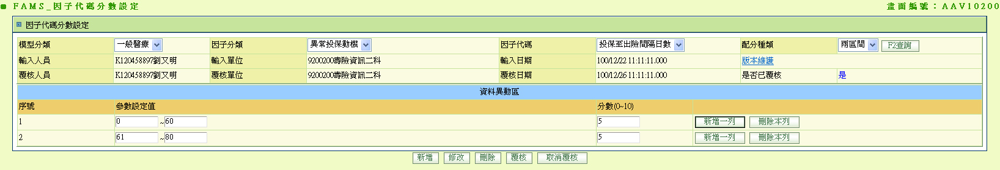 FAMS_因子代碼分數設定 畫面編號：AAV10200
因子代碼分數設定
模型分類 一般醫療 因子分類 異常投保動機 因子代碼 投保至出險間隔日數 配分種類 兩區間 F2查詢
輸入人員 K120458897劉文明 輸入單位 9200200壽險資訊二科 輸入日期 100/12/22 11:11:11.000 版本維護
覆核人員 K120458897劉文明 覆核單位 9200200壽險資訊二科 覆核日期 100/12/26 11:11:11.000 是否已覆核 是
資料異動區
序號 參數設定值 分數(0~10)
1 0 ~ 60 5 新增一列 刪除本列
2 61 ~ 80 5 新增一列 刪除本列
新增 修改 刪除 覆核 取消覆核